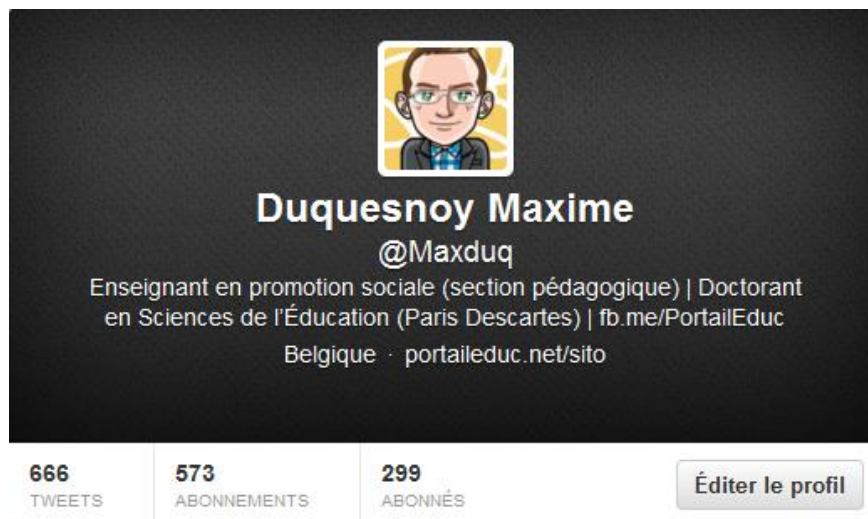 Duquesnoy Maxime
@Maxduq
Enseignant en promotion sociale (section pédagogique) | Doctorant
en Sciences de l'Éducation (Paris Descartes) | fb.me/PortailEduc
Belgique · portaileduc.net/sito
666
TWEETS
573
ABONNEMENTS
299
ABONNÉS
Éditer le profil